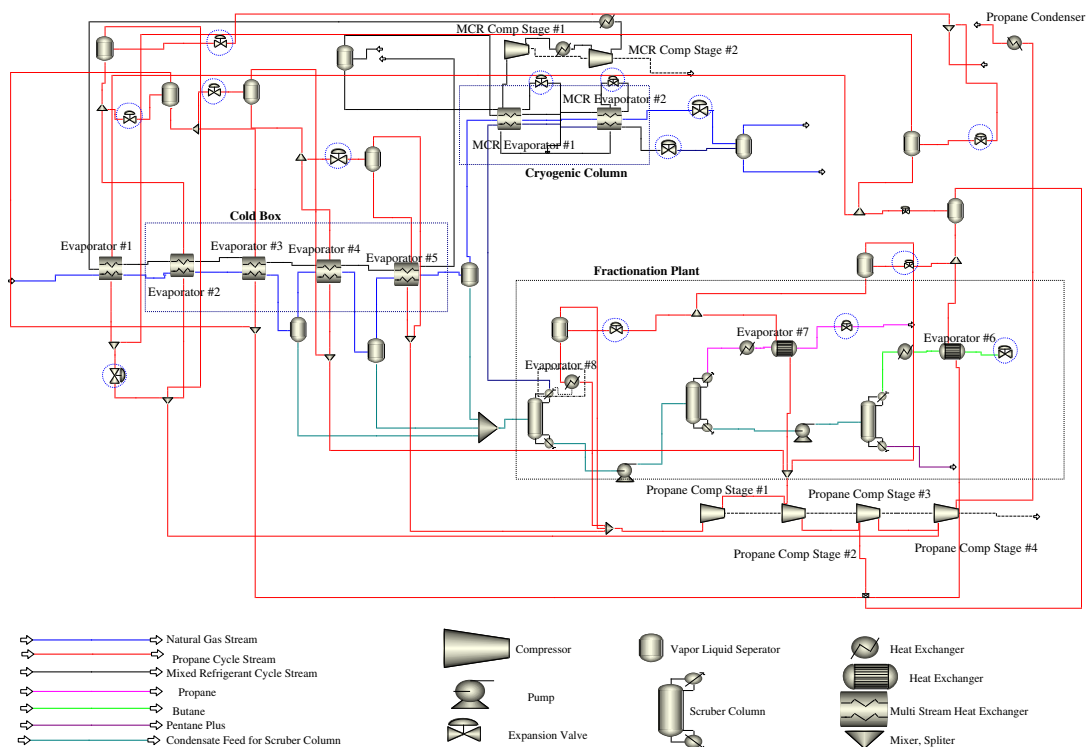 MCR Comp Stage #1
Propane Condenser
MCR Comp Stage #2
MCR Evaporator #2
MCR Evaporator #1
Cryogenic Column
Cold Box
Evaporator #1
Evaporator #3
Evaporator #4
Evaporator #5
Evaporator #2
Fractionation Plant
Evaporator #7
Evaporator #6
Evaporator #8
Propane Comp Stage #1
Propane Comp Stage #3
Propane Comp Stage #2
Propane Comp Stage #4
Natural Gas Stream
Propane Cycle Stream
Mixed Refrigerant Cycle Stream
Propane
Butane
Pentane Plus
Condensate Feed for Scruber Column
Compressor
Pump
Expansion Valve
Vapor Liquid Seperator
Scruber Column
Heat Exchanger
Heat Exchanger
Multi Stream Heat Exchanger
Mixer, Spliter